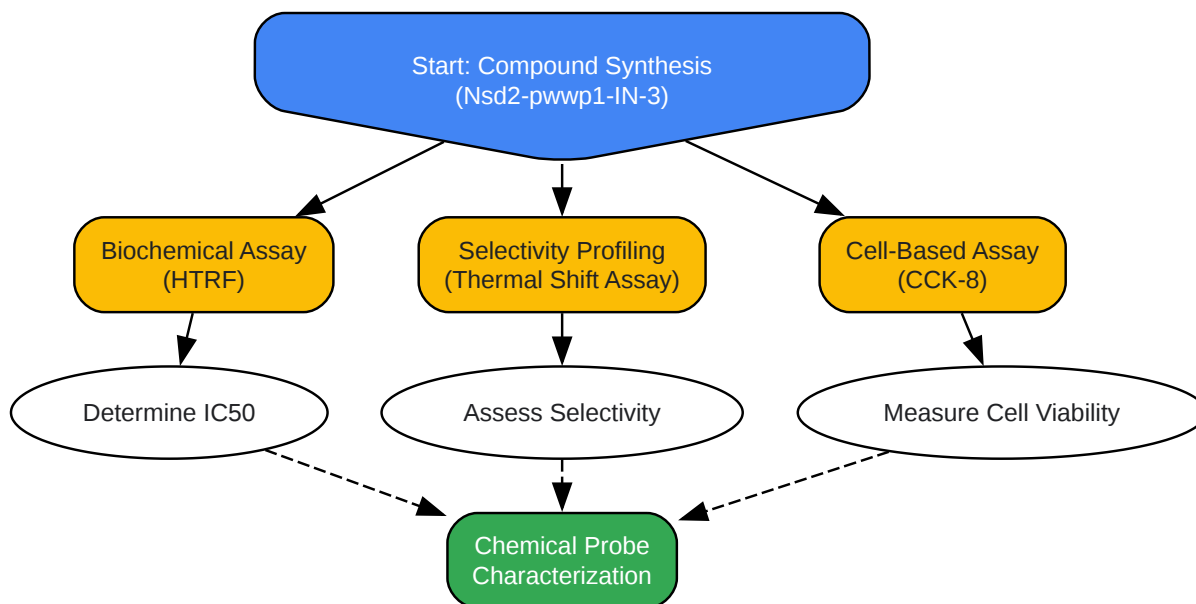 Start: Compound Synthesis
(Nsd2-pwwp1-IN-3)
Biochemical Assay
(HTRF)
Selectivity Profiling
(Thermal Shift Assay)
Cell-Based Assay
(CCK-8)
Determine IC50
Assess Selectivity
Measure Cell Viability
Chemical Probe
Characterization